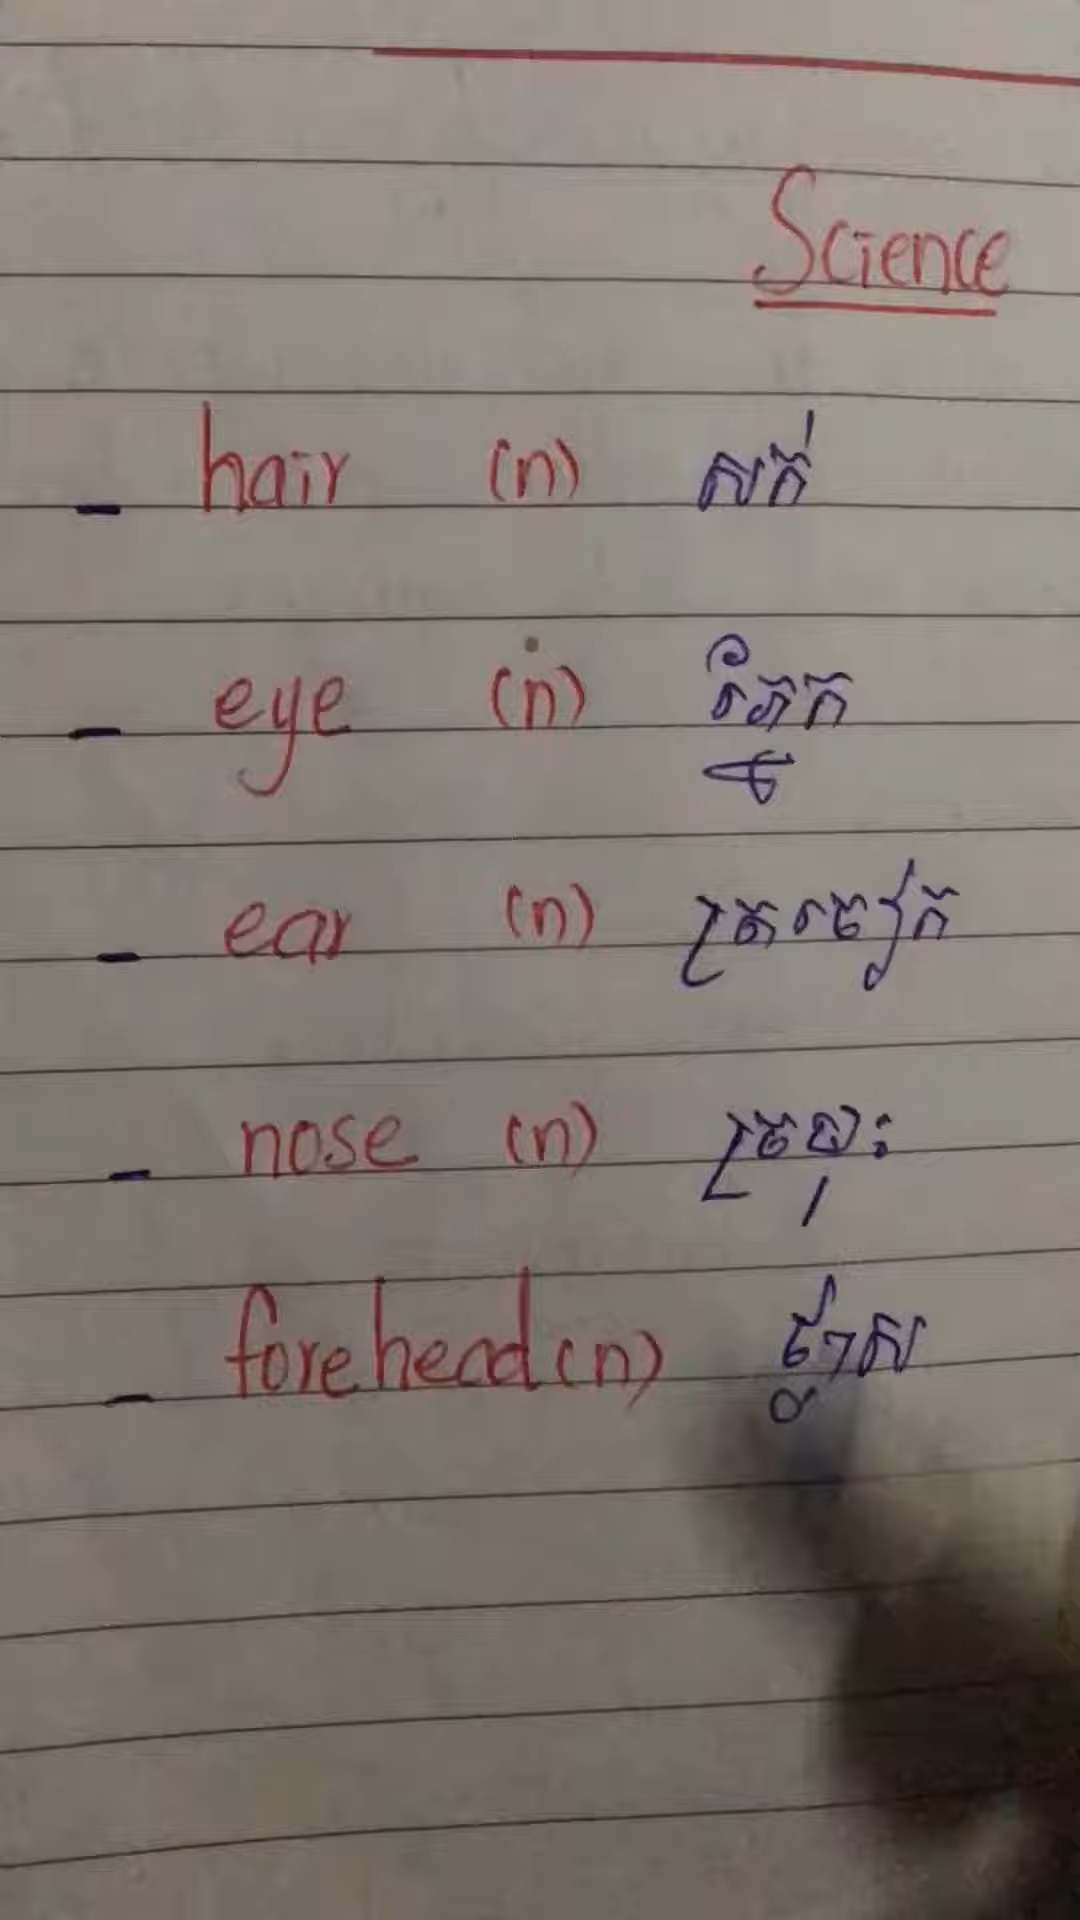 Science
- hair (n) សក់
- eye (n) ភ្នែក
- ear (n) ត្រចៀក
- nose (n) ច្រមុះ
- forehead (n) ថ្ងាស